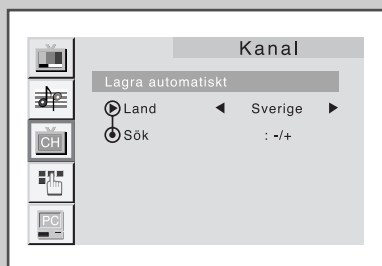 Kanal
Lagra automatiskt
Land ◀ Sverige ▶
Sök : -/+
CH
PC